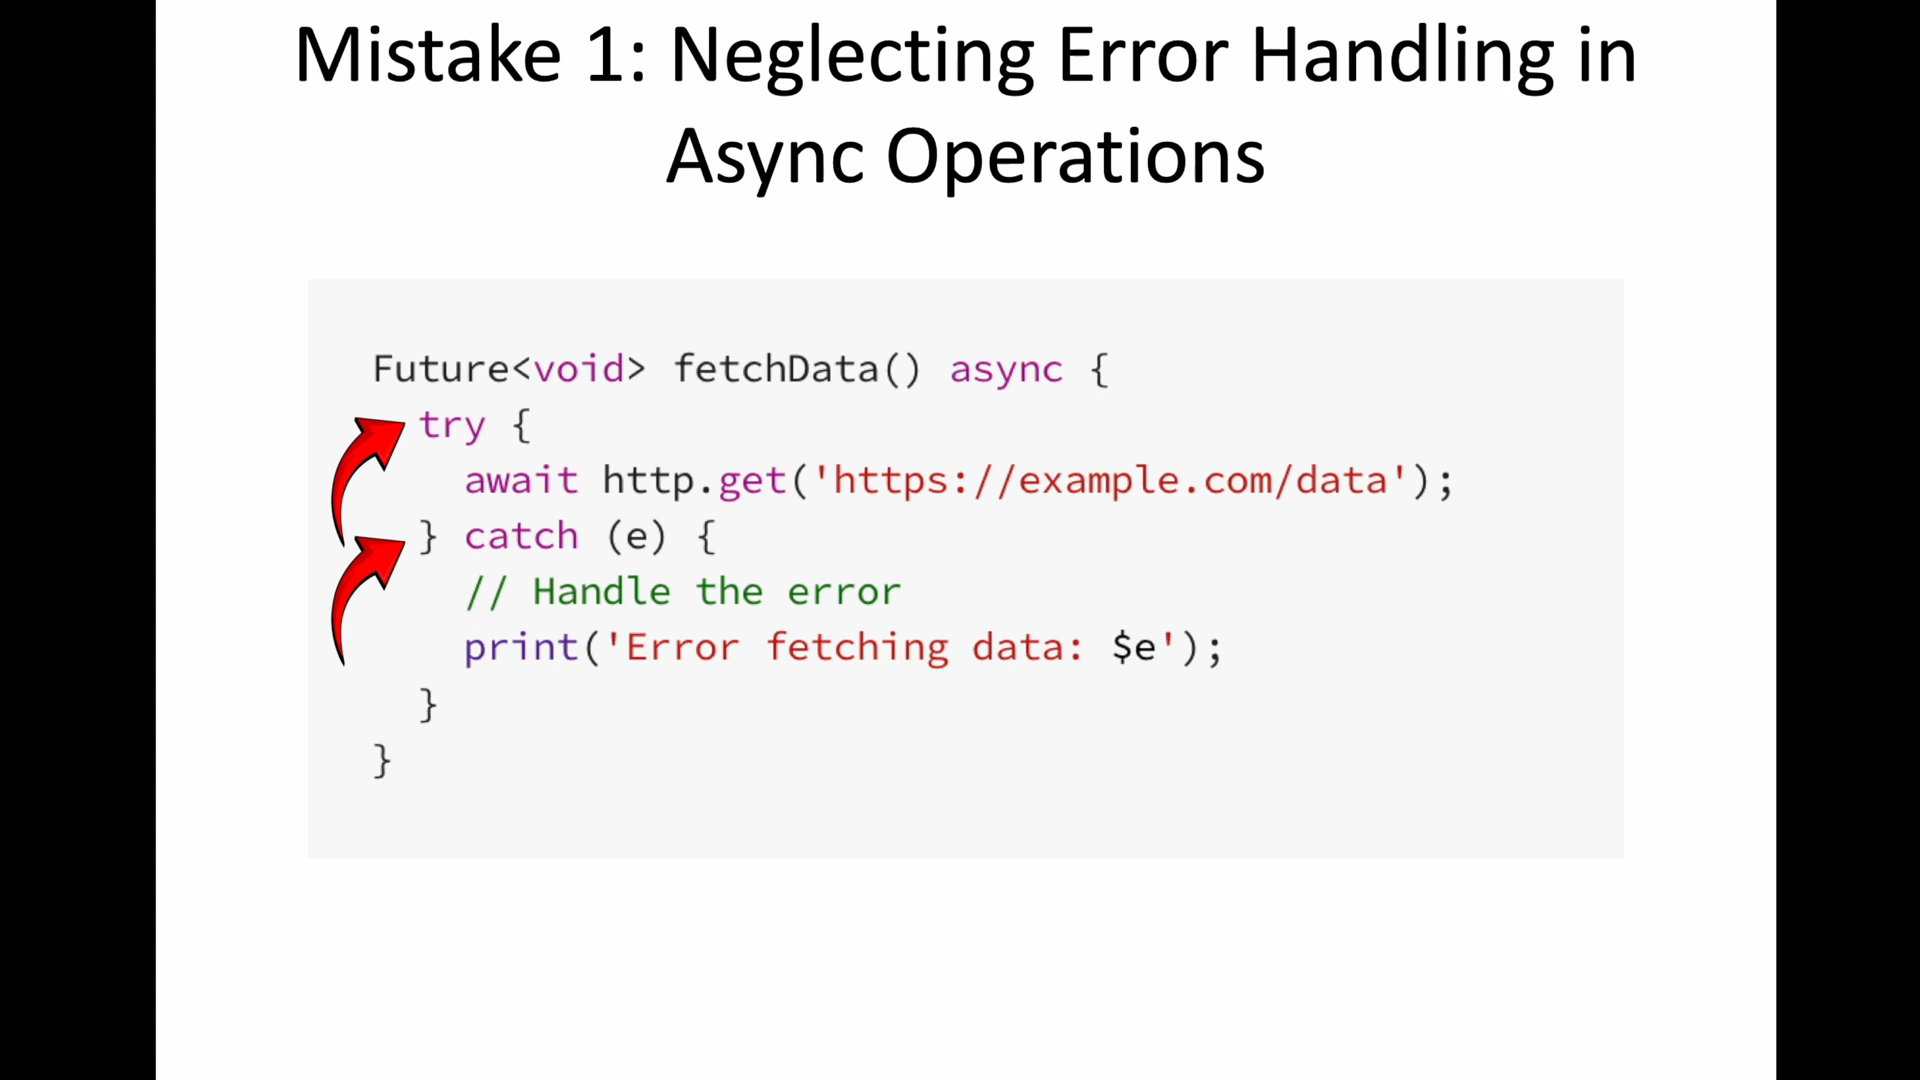 Mistake 1: Neglecting Error Handling in
Async Operations
Future<void> fetchData() async {
  try {
    await http.get('https://example.com/data');
  } catch (e) {
    // Handle the error
    print('Error fetching data: $e');
  }
}